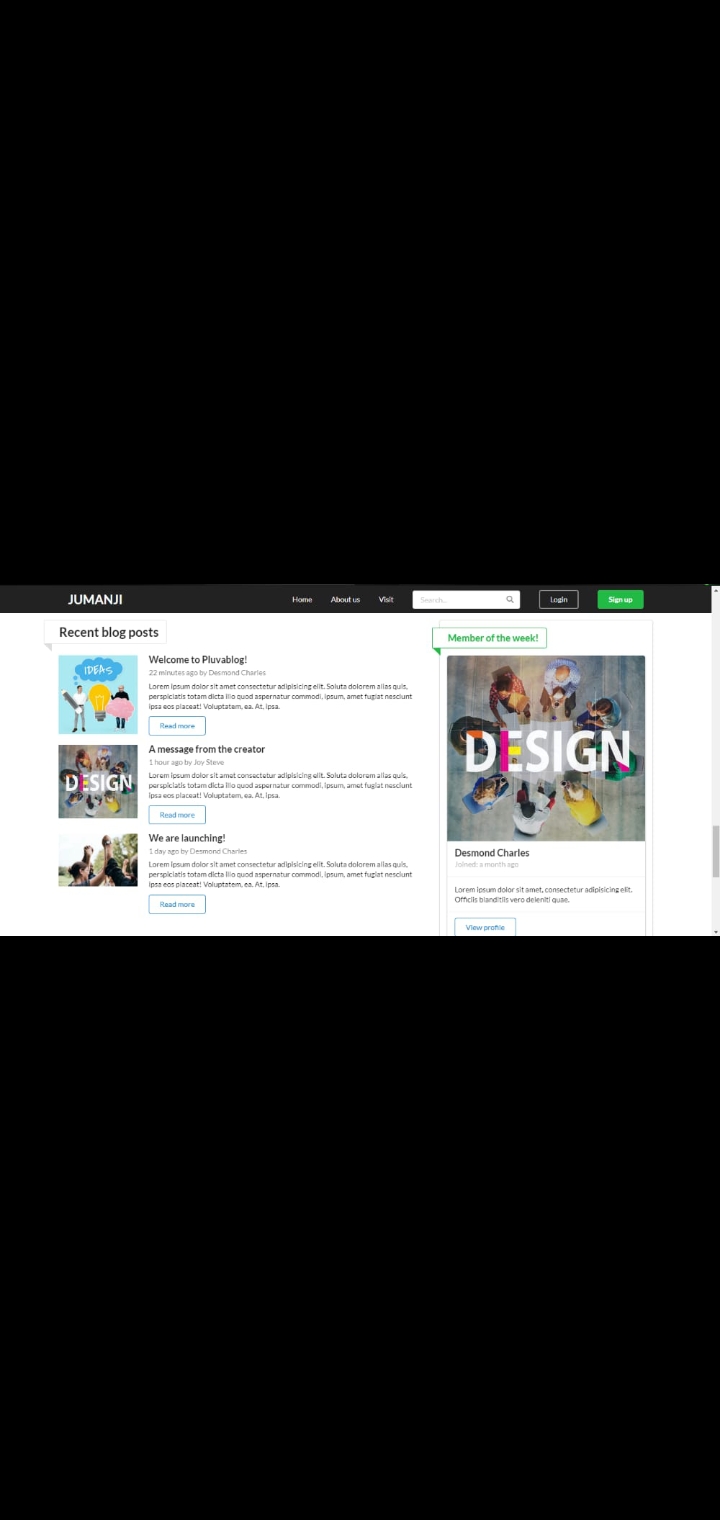 JUMANJI
Home
About us
Visit
Search...
Login
Sign up
Recent blog posts
IDEAS
Welcome to Pluvablog!
22 minutes ago by Desmond Charles
Lorem ipsum dolor sit amet consectetur adipisicing elit. Soluta dolorem alias quis,
perspiciatis totam dicta illo quod aspernatur commodi, ipsum, amet fugiat nesciunt
ipsa eos placeat! Voluptatem, ea. At, ipsa.
Read more
DESIGN
A message from the creator
1 hour ago by Joy Steve
Lorem ipsum dolor sit amet consectetur adipisicing elit. Soluta dolorem alias quis,
perspiciatis totam dicta illo quod aspernatur commodi, ipsum, amet fugiat nesciunt
ipsa eos placeat! Voluptatem, ea. At, ipsa.
Read more
We are launching!
1 day ago by Desmond Charles
Lorem ipsum dolor sit amet consectetur adipisicing elit. Soluta dolorem alias quis,
perspiciatis totam dicta illo quod aspernatur commodi, ipsum, amet fugiat nesciunt
ipsa eos placeat! Voluptatem, ea. At, ipsa.
Read more
Member of the week!
DESIGN
Desmond Charles
Joined: a month ago
Lorem ipsum dolor sit amet, consectetur adipisicing elit.
Officiis blanditiis vero deleniti quae.
View profile